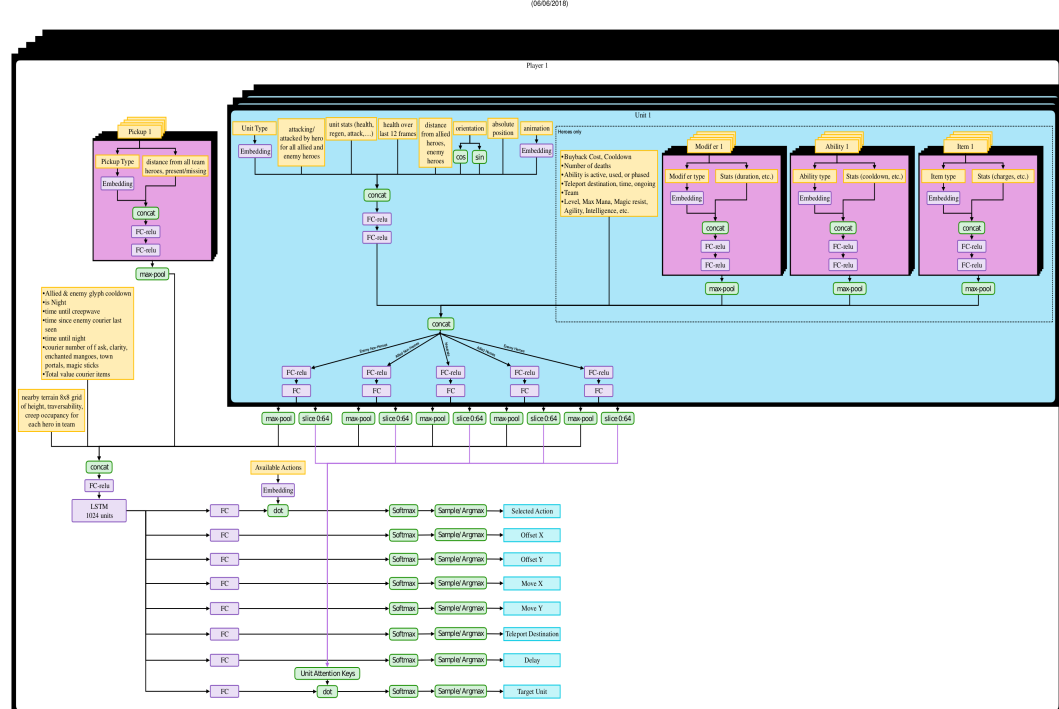 (06/06/2018)
Player 1
Unit 1
Pickup 1
Pickup Type
distance from all team
heroes, present/missing
Embedding
concat
FC-relu
FC-relu
max-pool
Unit Type
Embedding
attacking/
attacked by hero
for all allied and
enemy heroes
unit stats (health,
regen, attack,...)
health over
last 12 frames
distance
from allied
heroes,
enemy
heroes
orientation
cos
sin
absolute
position
animation
Embedding
concat
FC-relu
FC-relu
Heroes only
•Buyback Cost, Cooldown
•Number of deaths
•Ability is active, used, or phased
•Teleport destination, time, ongoing
•Team
•Level, Max Mana, Magic resist,
Agility, Intelligence, etc.
Modif er 1
Modif er type
Stats (duration, etc.)
Embedding
concat
FC-relu
FC-relu
max-pool
Ability 1
Ability type
Stats (cooldown, etc.)
Embedding
concat
FC-relu
FC-relu
max-pool
Item 1
Item type
Stats (charges, etc.)
Embedding
concat
FC-relu
FC-relu
max-pool
concat
Enemy Non-Heroes
Allied Non-Heroes
Allied Heroes
Enemy Heroes
FC-relu
FC-relu
FC-relu
FC-relu
FC-relu
FC
FC
FC
FC
FC
max-pool
slice 0:64
max-pool
slice 0:64
max-pool
slice 0:64
max-pool
slice 0:64
max-pool
slice 0:64
•Allied & enemy glyph cooldown
•is Night
•time until creepwave
•time since enemy courier last
seen
•time until night
•courier number of f ask, clarity,
enchanted mangoes, town
portals, magic sticks
•Total value courier items
nearby terrain 8x8 grid
of height, traversability,
creep occupancy for
each hero in team
concat
FC-relu
LSTM
1024 units
Available Actions
Embedding
FC
dot
Softmax
Sample/Argmax
Selected Action
FC
Softmax
Sample/Argmax
Offset X
FC
Softmax
Sample/Argmax
Offset Y
FC
Softmax
Sample/Argmax
Move X
FC
Softmax
Sample/Argmax
Move Y
FC
Softmax
Sample/Argmax
Teleport Destination
FC
Softmax
Sample/Argmax
Delay
Unit Attention Keys
FC
dot
Softmax
Sample/Argmax
Target Unit